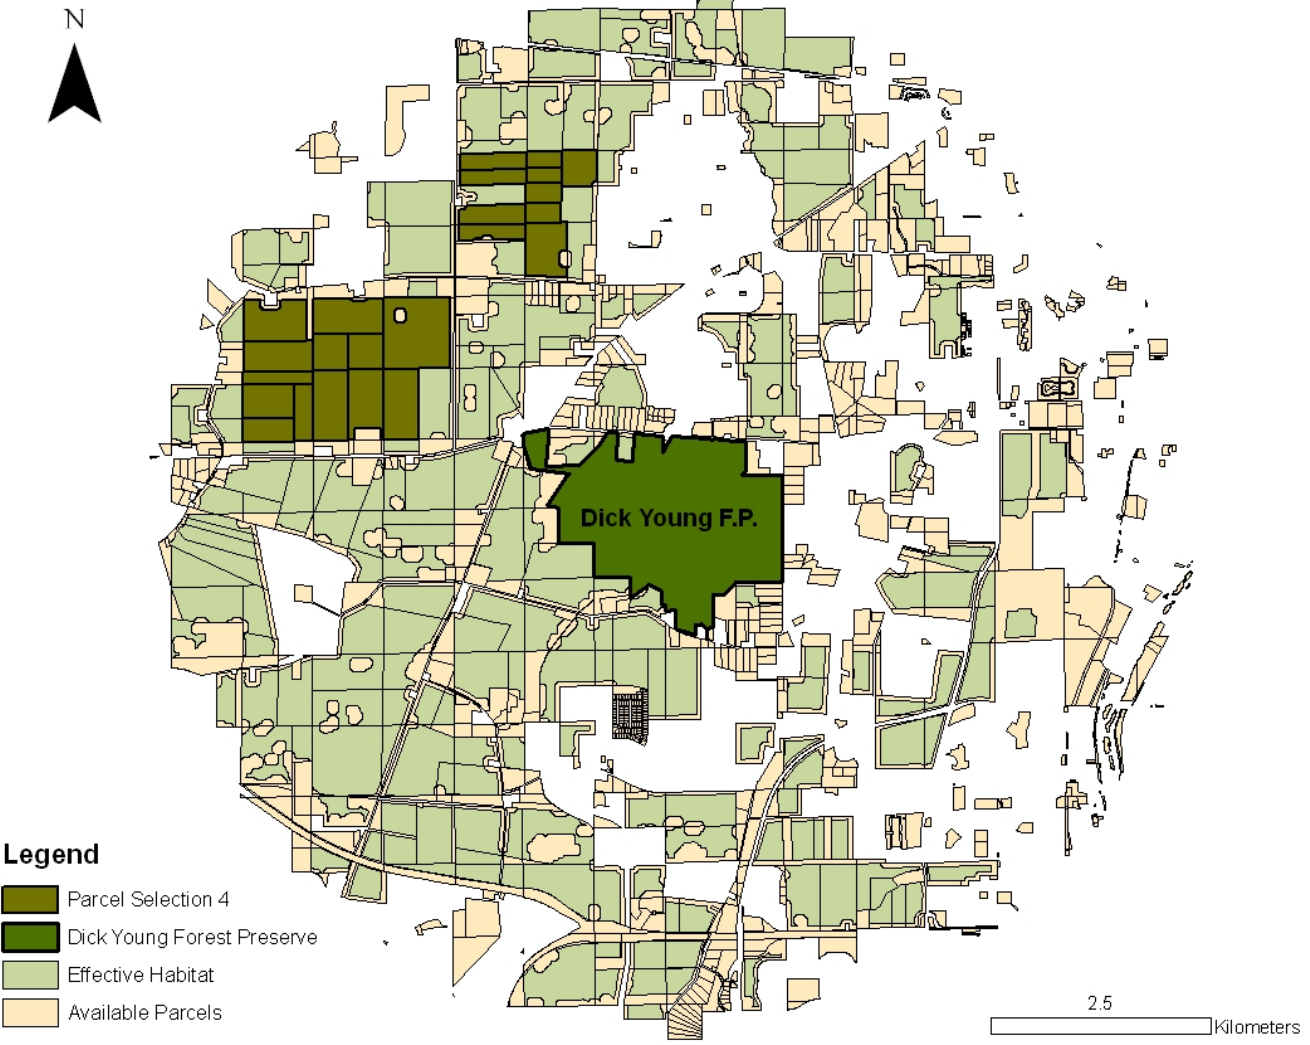 N
Dick Young F.P.
Legend
Parcel Selection 4
Dick Young Forest Preserve
Effective Habitat
Available Parcels
2.5
Kilometers